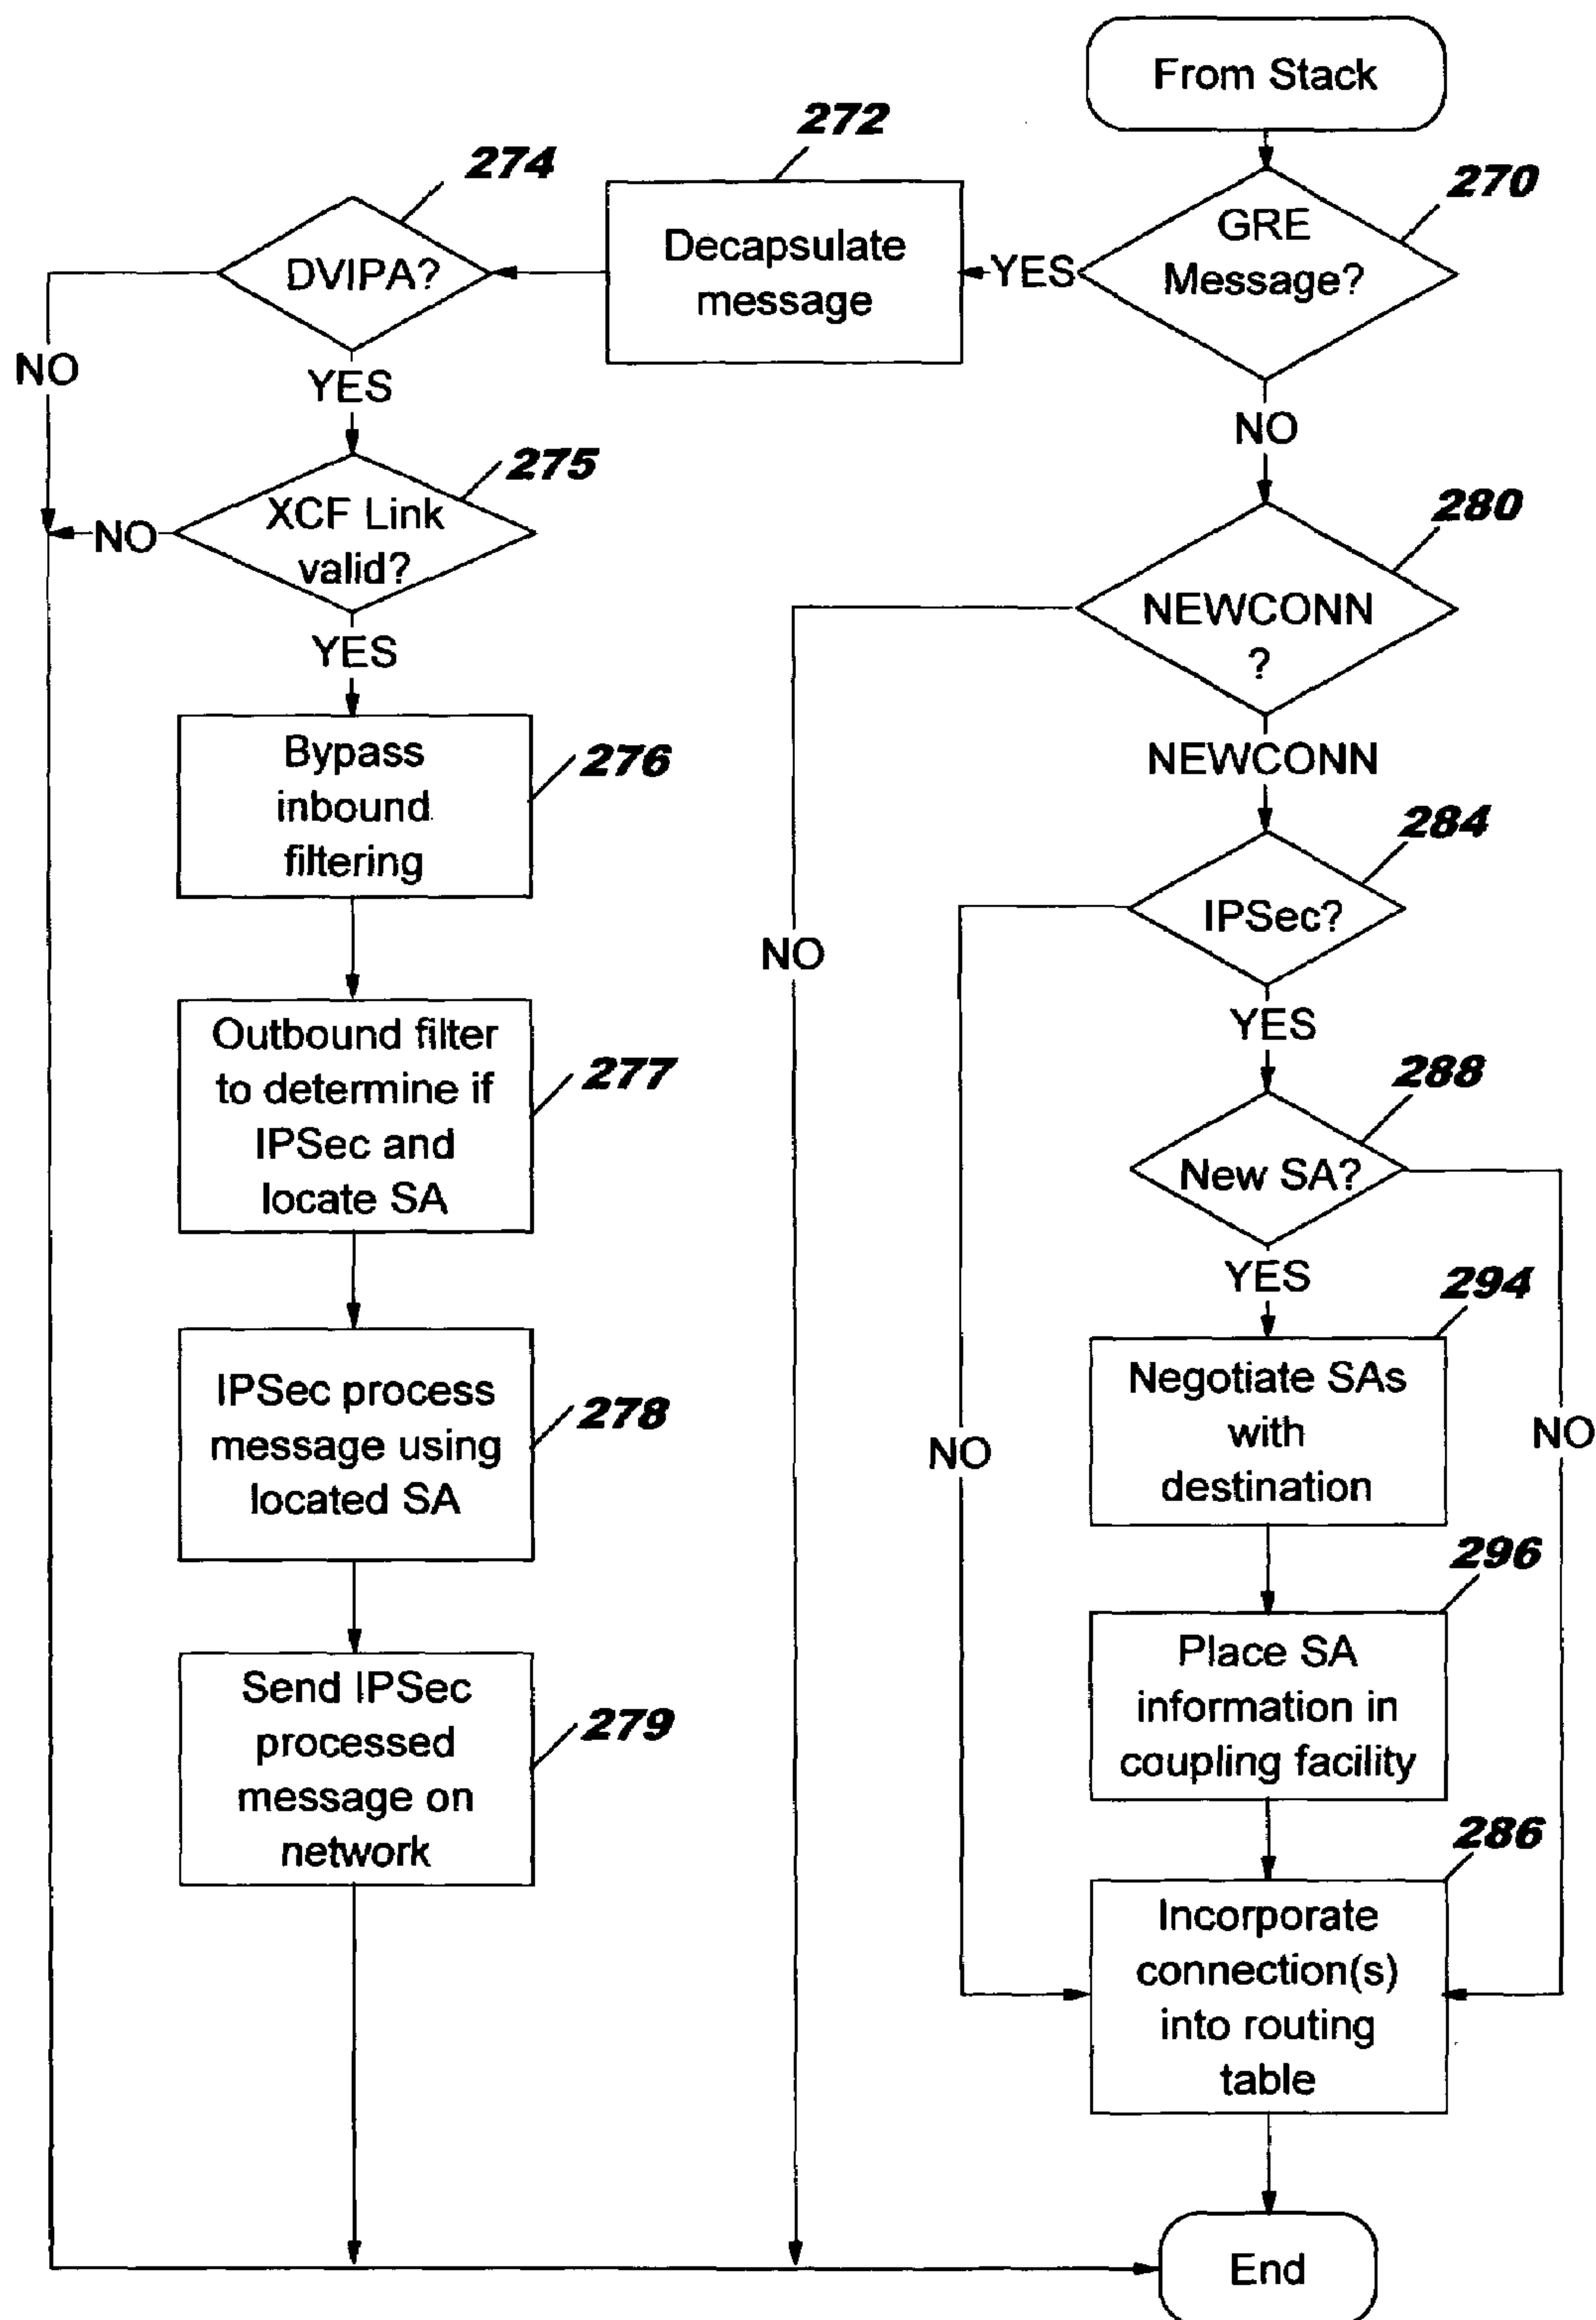 From Stack
270
GRE
Message?
YES
272
Decapsulate
message
274
DVIPA?
NO
YES
275
XCF Link
valid?
NO
YES
276
Bypass
inbound
filtering
277
Outbound filter
to determine if
IPSec and
locate SA
278
IPSec process
message using
located SA
279
Send IPSec
processed
message on
network
NO
280
NEWCONN
?
NO
NEWCONN
284
IPSec?
NO
YES
288
New SA?
NO
YES
294
Negotiate SAs
with
destination
296
Place SA
information in
coupling facility
286
Incorporate
connection(s)
into routing
table
End